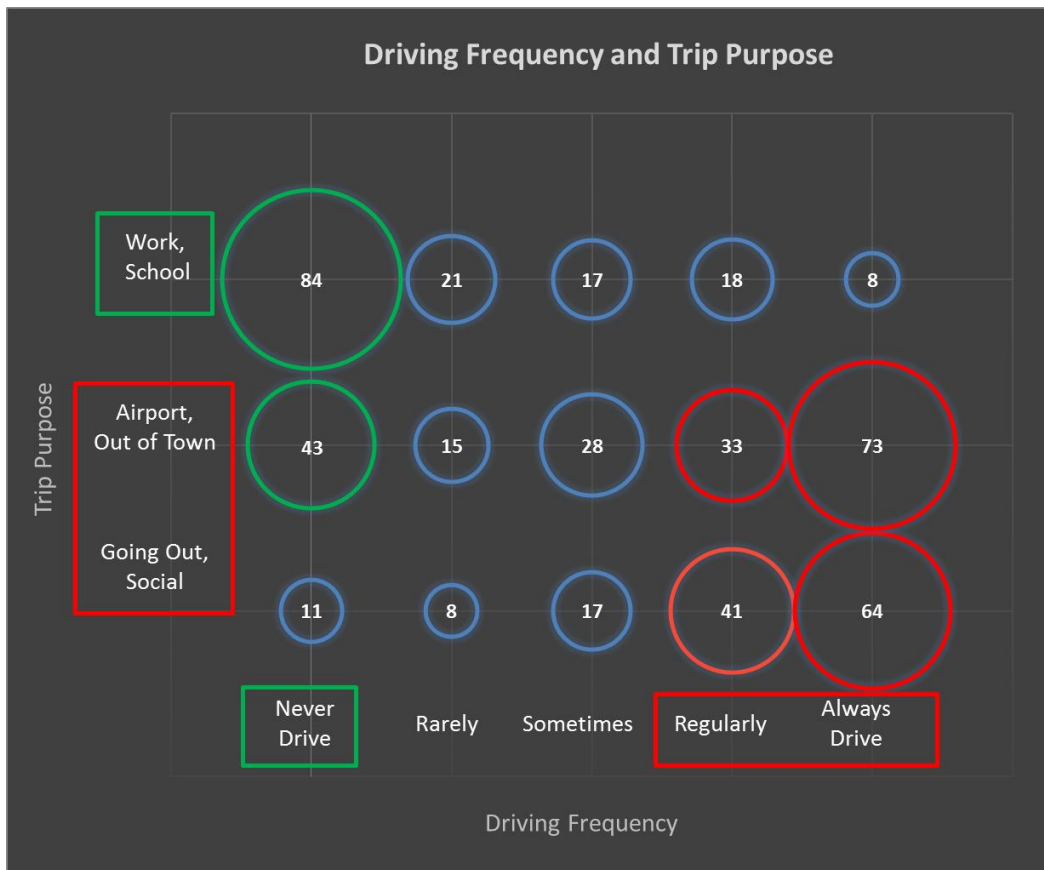 Driving Frequency and Trip Purpose
Work,
School
84
21
17
18
8
Trip Purpose
Airport,
Out of Town
43
15
28
33
73
Going Out,
Social
11
8
17
41
64
Never
Drive
Rarely
Sometimes
Regularly
Always
Drive
Driving Frequency